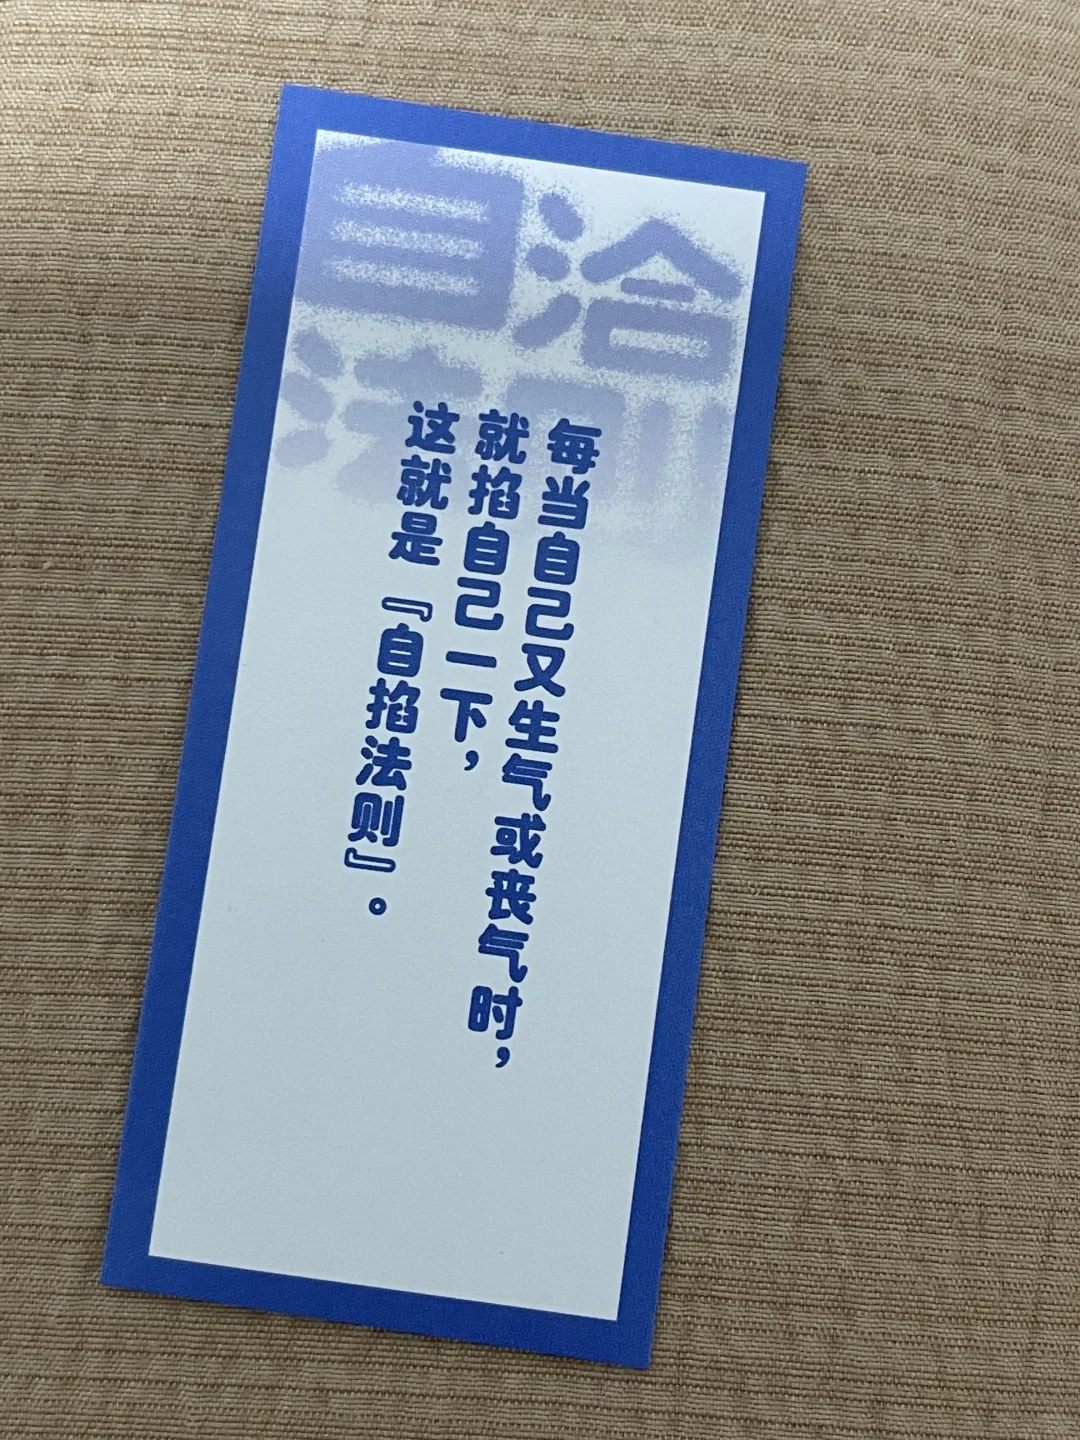 自洽
法则
每当自己又生气或丧气时，
就掐自己一下，
这就是『自掐法则』。